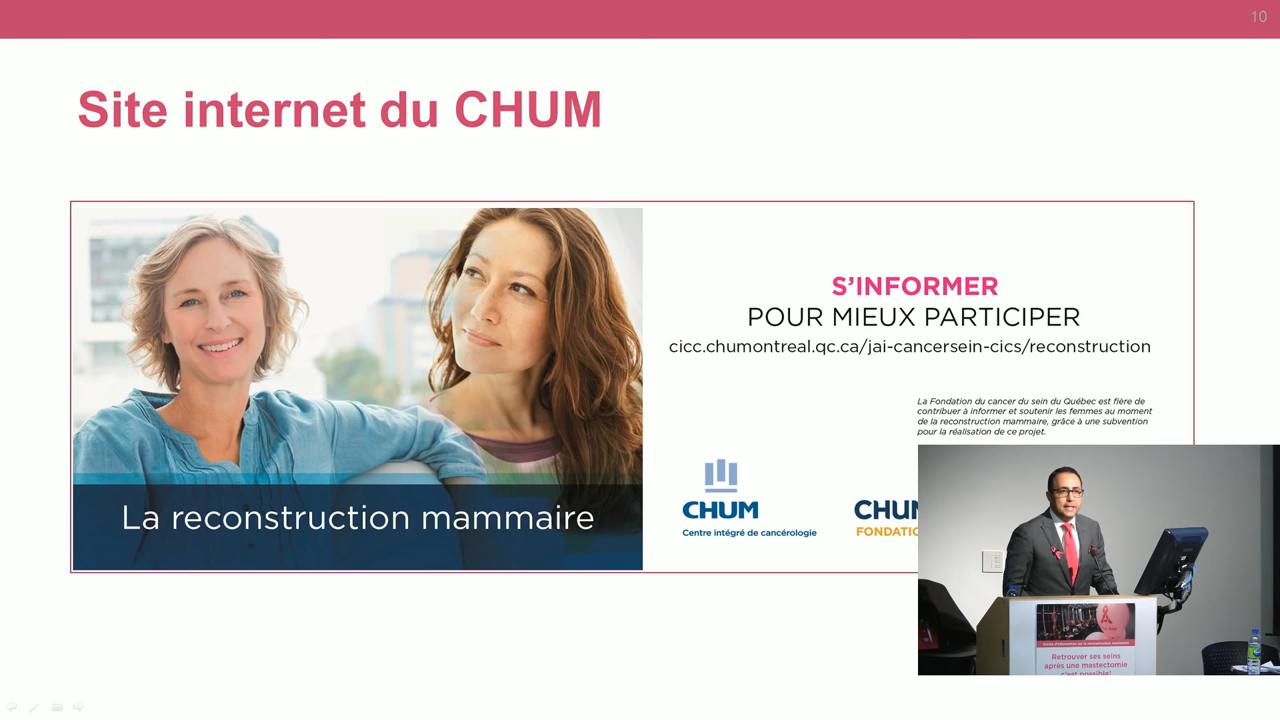 10
Site internet du CHUM
S'INFORMER
POUR MIEUX PARTICIPER
cicc.chumontreal.qc.ca/jai-cancersein-cics/reconstruction
La Fondation du cancer du sein du Québec est fière de
contribuer à informer et soutenir les femmes au moment
de la reconstruction mammaire, grâce à une subvention
pour la réalisation de ce projet.
La reconstruction mammaire
CHUM
Centre intégré de cancérologie
CHUM
FONDATIO
Retrouver ses seins
après une mastectomie
c'est possible!